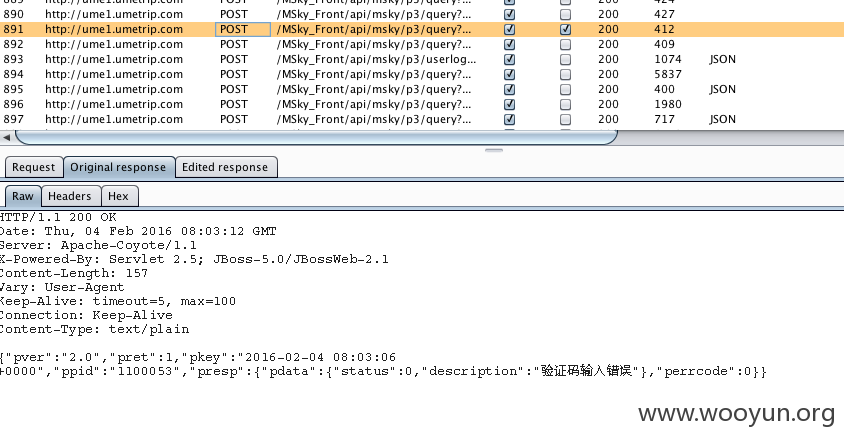 890 http://ume1.umetrip.com POST /MSky_Front/api/msky/p3/query?... 200 427
891 http://ume1.umetrip.com POST /MSky_Front/api/msky/p3/query?... 200 412
892 http://ume1.umetrip.com POST /MSky_Front/api/msky/p3/query?... 200 409
893 http://ume1.umetrip.com POST /MSky_Front/api/msky/p3/userlog... 200 1074 JSON
894 http://ume1.umetrip.com POST /MSky_Front/api/msky/p3/query?... 200 5837
895 http://ume1.umetrip.com POST /MSky_Front/api/msky/p3/query?... 200 400 JSON
896 http://ume1.umetrip.com POST /MSky_Front/api/msky/p3/query?... 200 1980
897 http://ume1.umetrip.com POST /MSky_Front/api/msky/p3/query?... 200 717 JSON
Request Original response Edited response
Raw Headers Hex
HTTP/1.1 200 OK
Date: Thu, 04 Feb 2016 08:03:12 GMT
Server: Apache-Coyote/1.1
X-Powered-By: Servlet 2.5; JBoss-5.0/JBossWeb-2.1
Content-Length: 157
Vary: User-Agent
Keep-Alive: timeout=5, max=100
Connection: Keep-Alive
Content-Type: text/plain
{"pver":"2.0","pret":1,"pkey":"2016-02-04 08:03:06
+0000","ppid":"1100053","presp":{"pdata":{"status":0,"description":"验证码输入错误"},"perrcode":0}}
www.wooyun.org